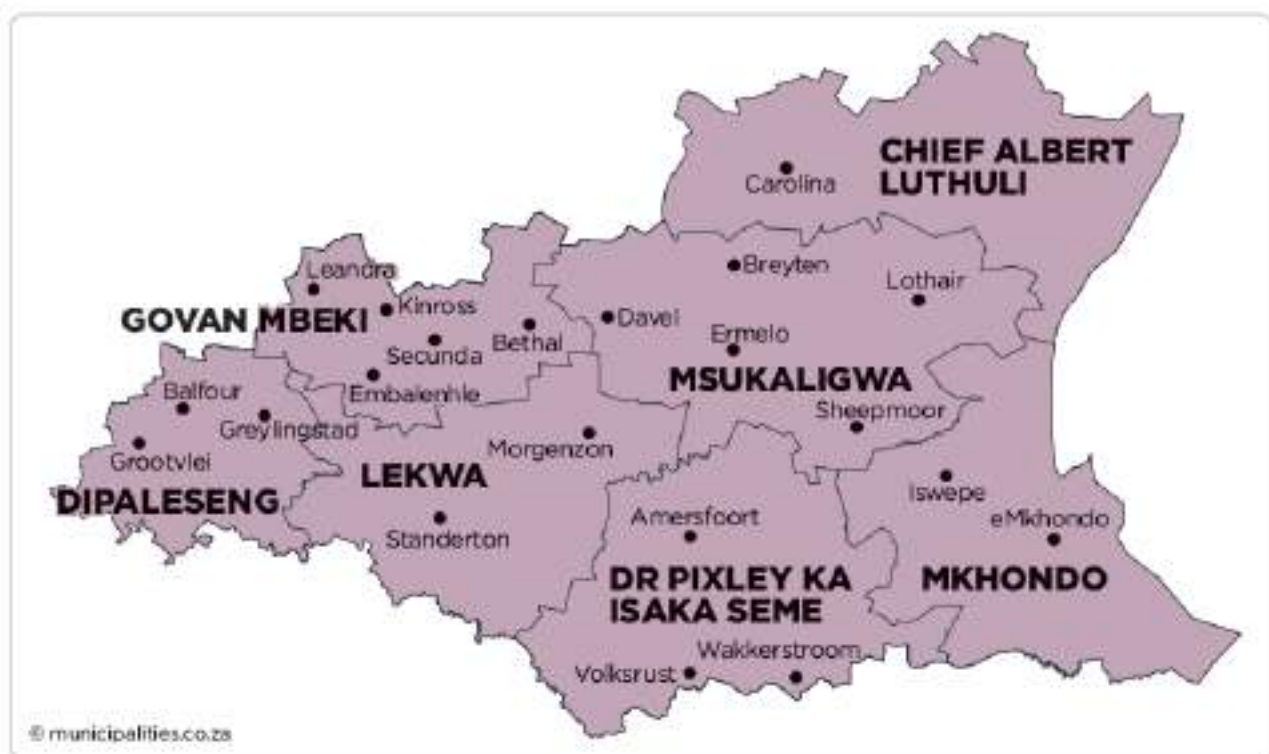 CHIEF ALBERT
LUTHULI
Carolina
Breyten
Lothair
Leandra
Kinross
GOVAN MBEKI
Davel
Bethal
Secunda
Ermelo
MSUKALIGWA
Embalenhle
Balfour
Greylingstad
Sheepmoor
Morgenzon
Grootvlei
LEKWA
DIPALESENG
Iswepe
Amersfoort
eMkhondo
Standerton
DR PIXLEY KA
ISAKA SEME
MKHONDO
Wakkerstroom
Volksrust
© municipalities.co.za